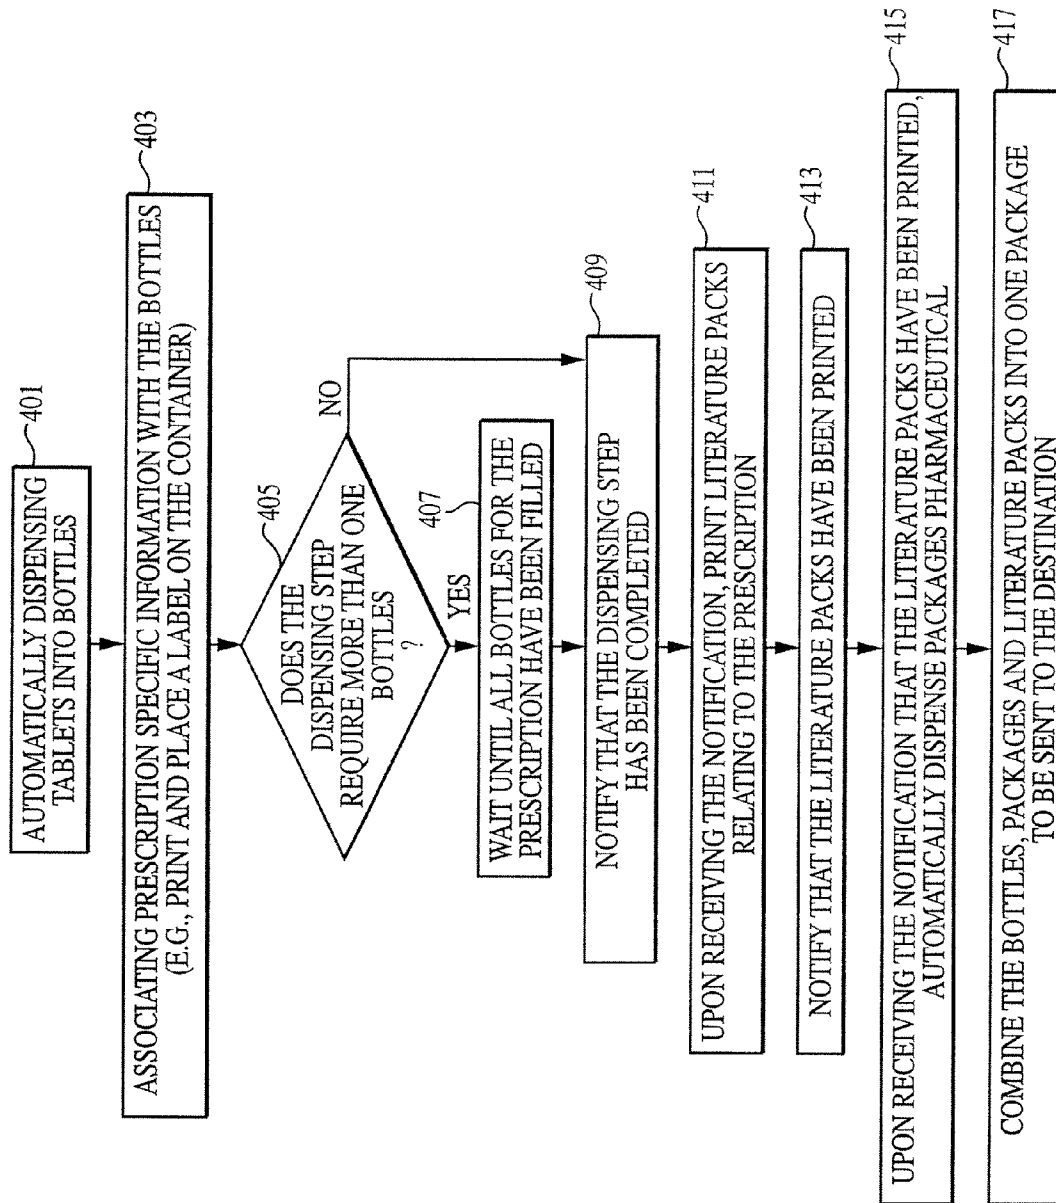 401
AUTOMATICALLY DISPENSING
TABLETS INTO BOTTLES
403
ASSOCIATING PRESCRIPTION SPECIFIC INFORMATION WITH THE BOTTLES
(E.G., PRINT AND PLACE A LABEL ON THE CONTAINER)
405
DOES THE
DISPENSING STEP
REQUIRE MORE THAN ONE
BOTTLES
?
NO
YES
407
WAIT UNTIL ALL BOTTLES FOR THE
PRESCRIPTION HAVE BEEN FILLED
409
NOTIFY THAT THE DISPENSING STEP
HAS BEEN COMPLETED
411
UPON RECEIVING THE NOTIFICATION, PRINT LITERATURE PACKS
RELATING TO THE PRESCRIPTION
413
NOTIFY THAT THE LITERATURE PACKS HAVE BEEN PRINTED
415
UPON RECEIVING THE NOTIFICATION THAT THE LITERATURE PACKS HAVE BEEN PRINTED,
AUTOMATICALLY DISPENSE PACKAGES PHARMACEUTICAL
417
COMBINE THE BOTTLES, PACKAGES AND LITERATURE PACKS INTO ONE PACKAGE
TO BE SENT TO THE DESTINATION